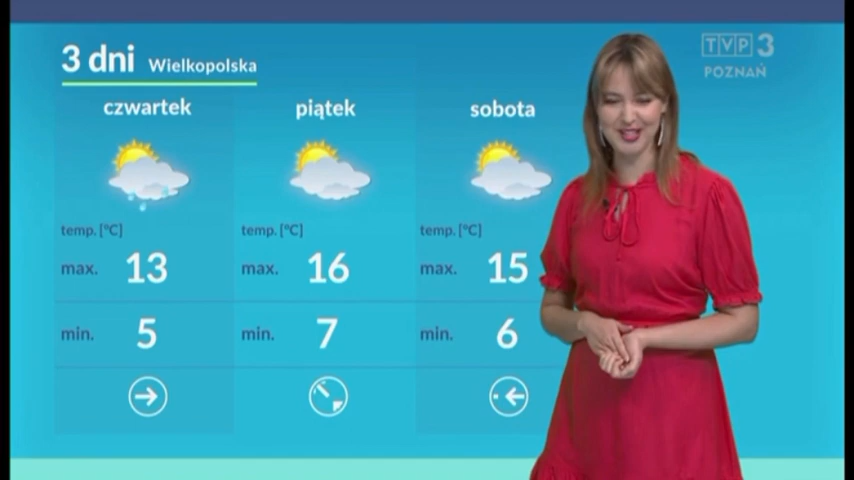 3 dni Wielkopolska
TVP3
POZNAŃ
czwartek piątek sobota
temp. [°C] temp. [°C] temp. [°C]
max. 13 max. 16 max. 15
min. 5 min. 7 min. 6